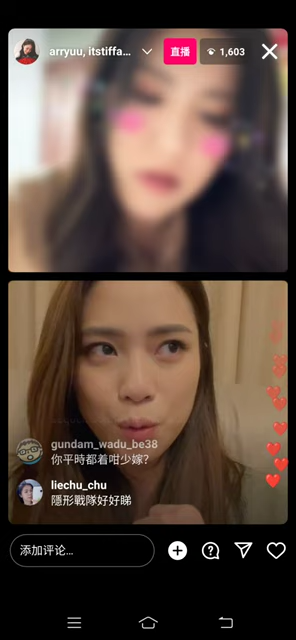 arryuu, itstiffa...
直播
1,603
gundam_wadu_be38
你平時都着咁少嫁？
liechu_chu
隱形戰隊好好睇
添加评论...